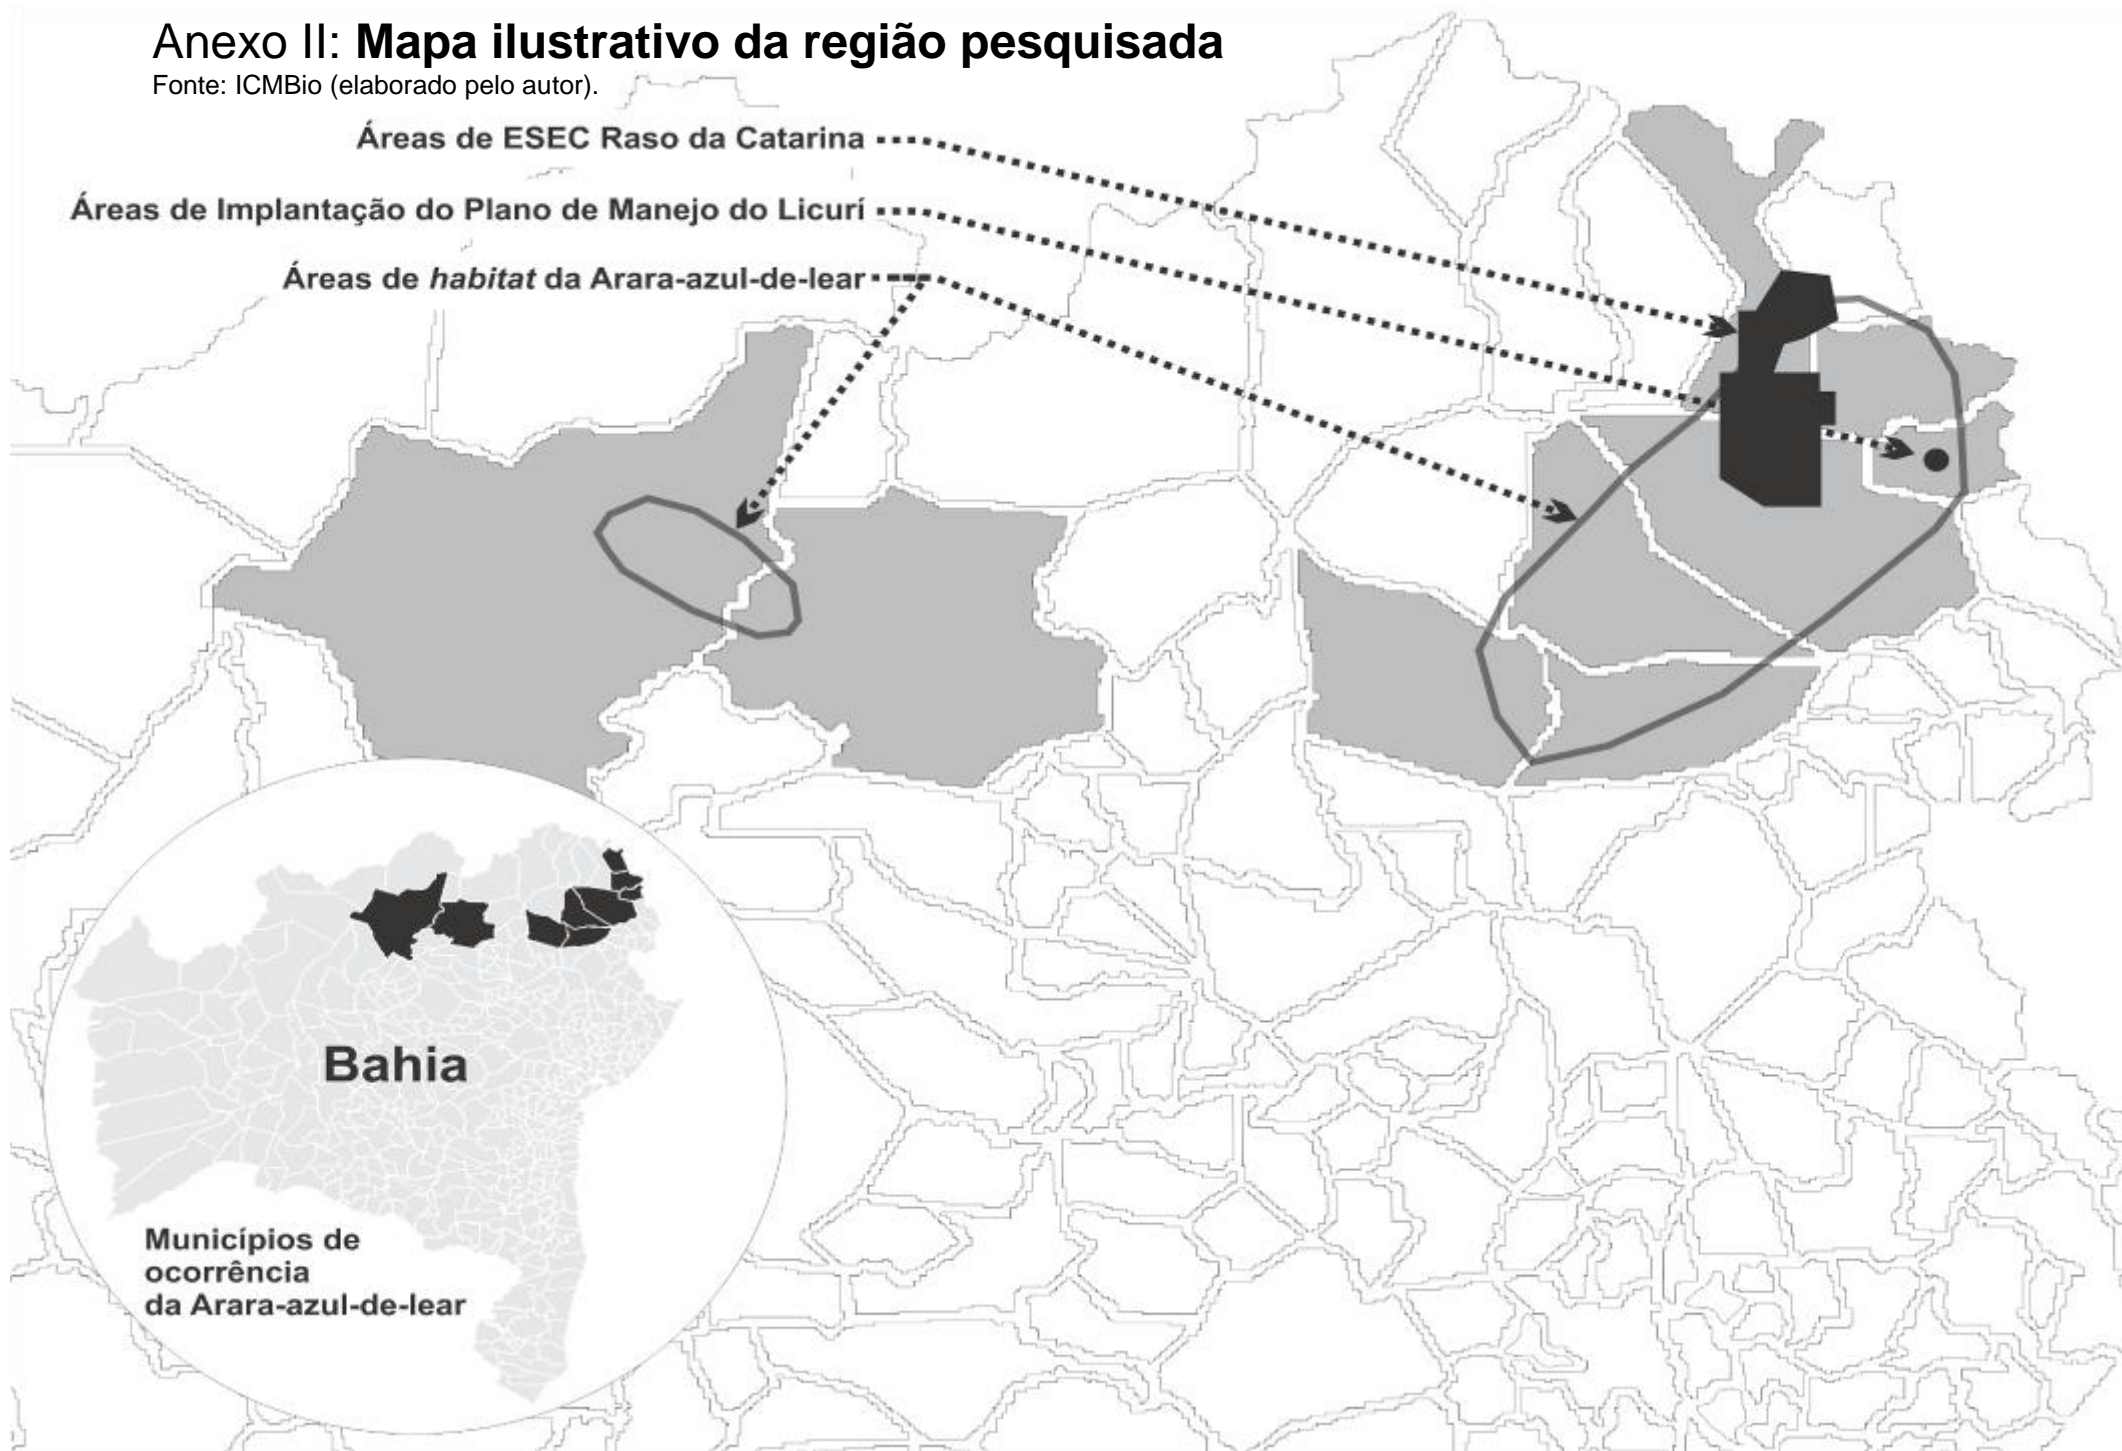 Anexo II: Mapa ilustrativo da região pesquisada
Fonte: ICMBio (elaborado pelo autor).
Áreas de ESEC Raso da Catarina
Áreas de Implantação do Plano de Manejo do Licurí
Áreas de habitat da Arara-azul-de-lear
Bahia
Municípios de
ocorrência
da Arara-azul-de-lear